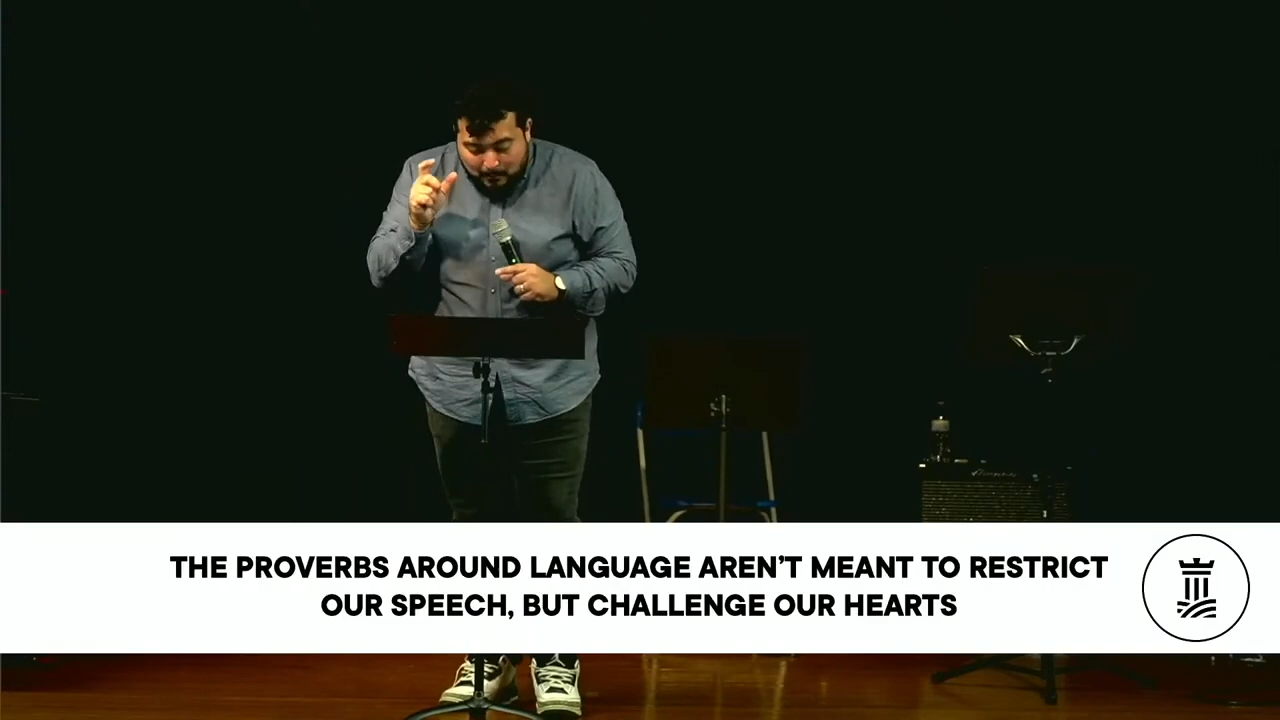 THE PROVERBS AROUND LANGUAGE AREN'T MEANT TO RESTRICT
OUR SPEECH, BUT CHALLENGE OUR HEARTS